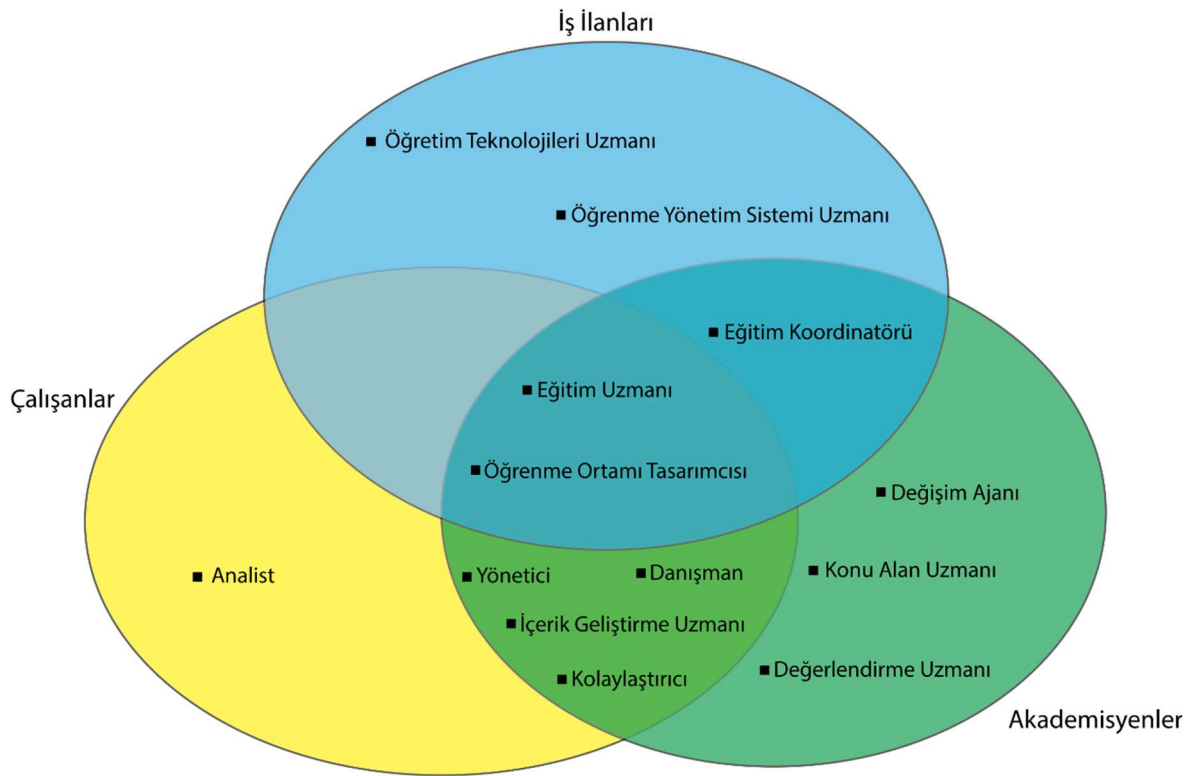 İş İlanları
■ Öğretim Teknolojileri Uzmanı
■ Öğrenme Yönetim Sistemi Uzmanı
■ Eğitim Koordinatörü
■ Eğitim Uzmanı
Çalışanlar
■ Öğrenme Ortamı Tasarımcısı
■ Değişim Ajanı
■ Analist
■ Yönetici
■ Danışman
■ Konu Alan Uzmanı
■ İçerik Geliştirme Uzmanı
■ Değerlendirme Uzmanı
■ Kolaylaştırıcı
Akademisyenler